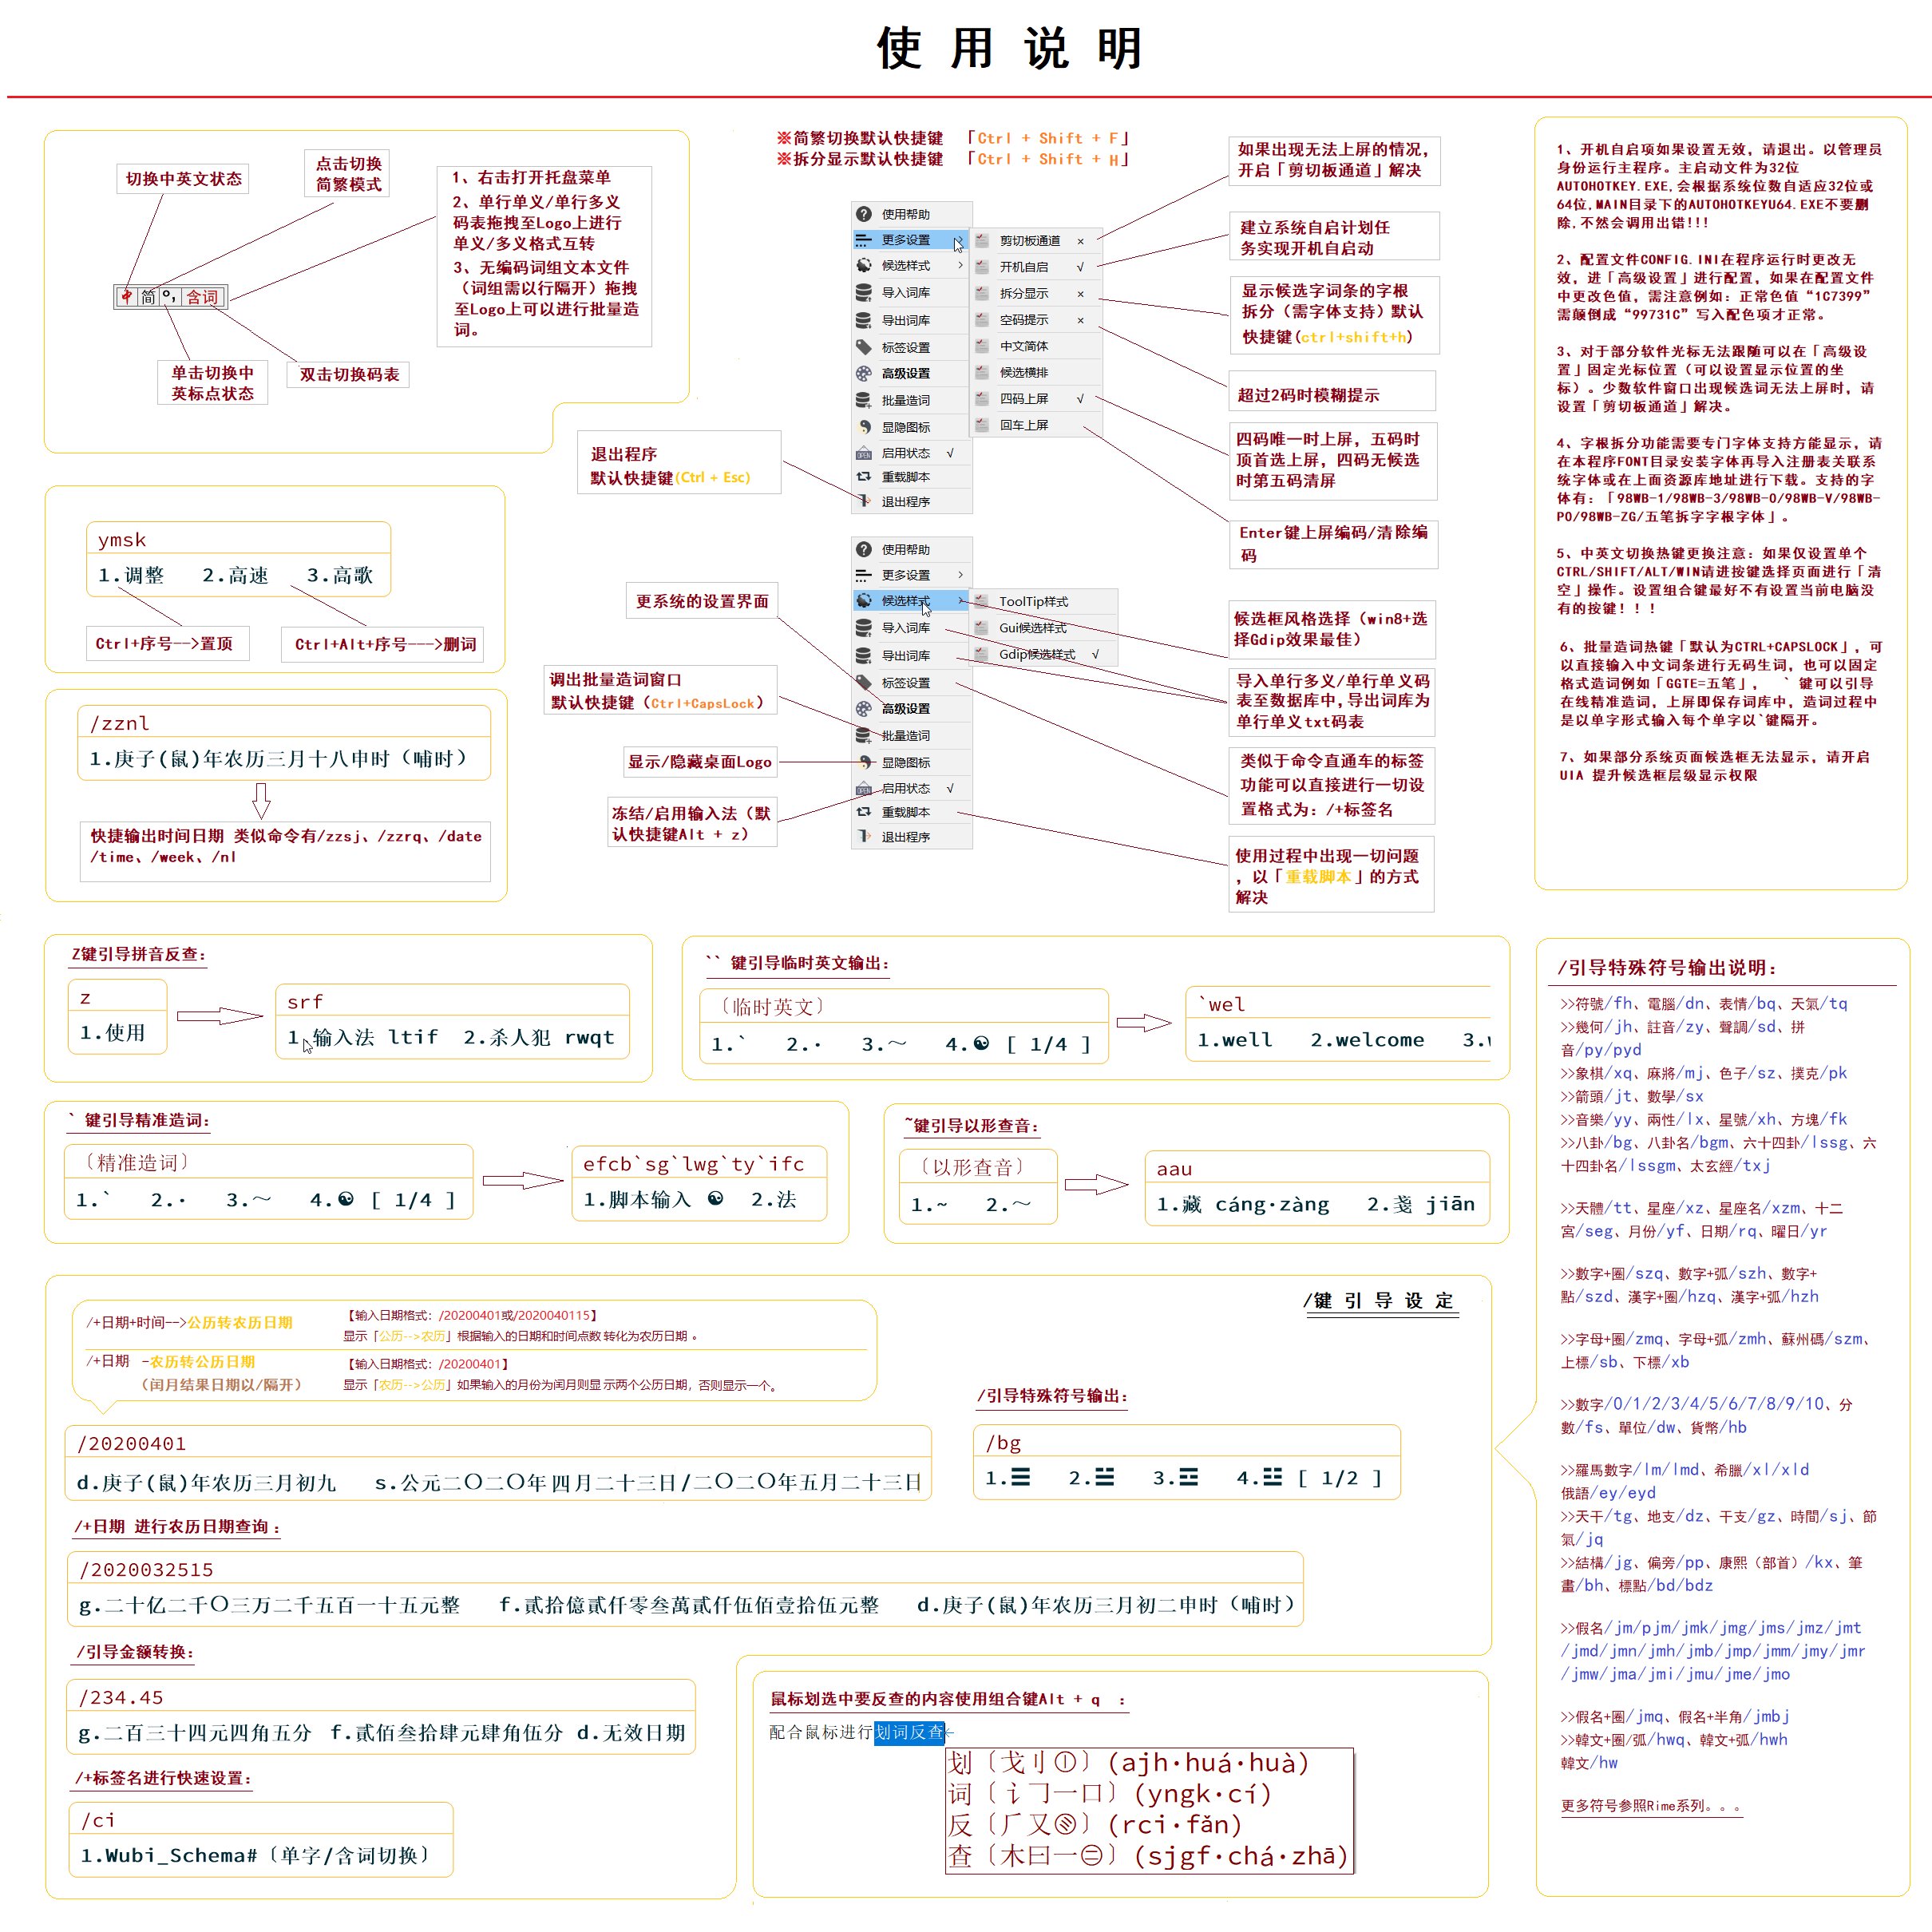 使 用 说 明
切换中英文状态
点击切换
简繁模式
1、右击打开托盘菜单
2、单行单义/单行多义
码表拖拽至Logo上进行
单义/多义格式互转
3、无编码词组文本文件
（词组需以行隔开）拖拽
至Logo上可以进行批量造
词。
中 简 °, 含词
单击切换中
英标点状态
双击切换码表
※简繁切换默认快捷键 「Ctrl + Shift + F」
※拆分显示默认快捷键 「Ctrl + Shift + H」
使用帮助
更多设置
候选样式
导入词库
导出词库
标签设置
高级设置
批量造词
显隐图标
启用状态 √
重载脚本
退出程序
剪切板通道 ×
开机自启 √
拆分显示 ×
空码提示 ×
中文简体
候选横排
四码上屏 √
回车上屏
如果出现无法上屏的情况，
开启「剪切板通道」解决
建立系统自启计划任
务实现开机自启动
显示候选字词条的字根
拆分（需字体支持）默认
快捷键(ctrl+shift+h)
超过2码时模糊提示
四码唯一时上屏，五码时
顶首选上屏，四码无候选
时第五码清屏
Enter键上屏编码/清除编
码
退出程序
默认快捷键(Ctrl + Esc)
ymsk
1.调整 2.高速 3.高歌
Ctrl+序号-->置顶
Ctrl+Alt+序号--->删词
/zznl
1.庚子(鼠)年农历三月十八申时（哺时）
快捷输出时间日期 类似命令有/zzsj、/zzrq、/date
/time、/week、/nl
使用帮助
更多设置
候选样式
导入词库
导出词库
标签设置
高级设置
批量造词
显隐图标
启用状态 √
重载脚本
退出程序
ToolTip样式
Gui候选样式
Gdip候选样式 √
更系统的设置界面
调出批量造词窗口
默认快捷键（Ctrl+CapsLock）
显示/隐藏桌面Logo
冻结/启用输入法（默
认快捷键Alt + z）
候选框风格选择（win8+选
择Gdip效果最佳）
导入单行多义/单行单义码
表至数据库中，导出词库为
单行单义txt码表
类似于命令直通车的标签
功能可以直接进行一切设
置格式为：/+标签名
使用过程中出现一切问题
，以「重载脚本」的方式
解决
1、开机自启项如果设置无效，请退出。以管理员
身份运行主程序。主启动文件为32位
AUTOHOTKEY.EXE,会根据系统位数自适应32位或
64位,MAIN目录下的AUTOHOTKEYU64.EXE不要删
除,不然会调用出错!!!
2、配置文件CONFIG.INI在程序运行时更改无
效，进「高级设置」进行配置，如果在配置文件
中更改色值，需注意例如：正常色值“1C7399”
需颠倒成“99731C”写入配色项才正常。
3、对于部分软件光标无法跟随可以在「高级设
置」固定光标位置（可以设置显示位置的坐
标）。少数软件窗口出现候选词无法上屏时，请
设置「剪切板通道」解决。
4、字根拆分功能需要专门字体支持方能显示，请
在本程序FONT目录安装字体再导入注册表关联系
统字体或在上面资源库地址进行下载。支持的字
体有：「98WB-1/98WB-3/98WB-0/98WB-V/98WB-
P0/98WB-ZG/五笔拆字字根字体」。
5、中英文切换热键更换注意：如果仅设置单个
CTRL/SHIFT/ALT/WIN请进按键选择页面进行「清
空」操作。设置组合键最好不有设置当前电脑没
有的按键！！！
6、批量造词热键「默认为CTRL+CAPSLOCK」，可
以直接输入中文词条进行无码生词，也可以固定
格式造词例如「GGTE=五笔」， ` 键可以引导
在线精准造词，上屏即保存词库中，造词过程中
是以单字形式输入每个单字以`键隔开。
7、如果部分系统页面候选框无法显示，请开启
UIA 提升候选框层级显示权限
Z键引导拼音反查：
z
1.使用
srf
1.输入法 ltif 2.杀人犯 rwqt
`` 键引导临时英文输出：
〔临时英文〕
1.` 2.· 3.～ 4.☯ [ 1/4 ]
`wel
1.well 2.welcome 3.
` 键引导精准造词：
〔精准造词〕
1.` 2.· 3.～ 4.☯ [ 1/4 ]
efcb`sg`lwg`ty`ifc
1.脚本输入 ☯ 2.法
~键引导以形查音：
〔以形查音〕
1.~ 2.～
aau
1.藏 cáng·zàng 2.戔 jiān
/键 引 导 设 定
/+日期+时间-->公历转农历日期
【输入日期格式：/20200401或/2020040115】
显示「公历-->农历」根据输入的日期和时间点数 转化为农历日期 。
/+日期 -农历转公历日期
（闰月结果日期以/隔开）
【输入日期格式：/20200401】
显示「农历-->公历」如果输入的月份为闰月则显 示两个公历日期，否则显示一个。
/20200401
d.庚子(鼠)年农历三月初九 s.公元二〇二〇年四月二十三日/二〇二〇年五月二十三日
/引导特殊符号输出：
/bg
1.☰ 2.☱ 3.☲ 4.☳ [ 1/2 ]
/+日期 进行农历日期查询 ：
/2020032515
g.二十亿二千〇三万二千五百一十五元整 f.貳拾億貳仟零叁萬貳仟伍佰壹拾伍元整 d.庚子(鼠)年农历三月初二申时（哺时）
/引导金额转换：
/234.45
g.二百三十四元四角五分 f.貳佰叁拾肆元肆角伍分 d.无效日期
/+标签名进行快速设置：
/ci
1.Wubi_Schema#〔单字/含词切换〕
鼠标划选中要反查的内容使用组合键Alt + q ：
配合鼠标进行划词反查
划〔戈刂①〕(ajh·huá·huà)
词〔讠㇆一口〕(yngk·cí)
反〔厂又〕(rci·fǎn)
查〔木曰一㊁〕(sjgf·chá·zhā)
/引导特殊符号输出说明：
>>符號/fh、電腦/dn、表情/bq、天氣/tq
>>幾何/jh、註音/zy、聲調/sd、拼
音/py/pyd
>>象棋/xq、麻將/mj、色子/sz、撲克/pk
>>箭頭/jt、數學/sx
>>音樂/yy、兩性/lx、星號/xh、方塊/fk
>>八卦/bg、八卦名/bgm、六十四卦/lssg、六
十四卦名/lssgm、太玄經/txj
>>天體/tt、星座/xz、星座名/xzm、十二
宮/seg、月份/yf、日期/rq、曜日/yr
>>數字+圈/szq、數字+弧/szh、數字+
點/szd、漢字+圈/hzq、漢字+弧/hzh
>>字母+圈/zmq、字母+弧/zmh、蘇州碼/szm、
上標/sb、下標/xb
>>數字/0/1/2/3/4/5/6/7/8/9/10、分
數/fs、單位/dw、貨幣/hb
>>羅馬數字/lm/lmd、希臘/xl/xld
俄語/ey/eyd
>>天干/tg、地支/dz、干支/gz、時間/sj、節
氣/jq
>>結構/jg、偏旁/pp、康熙（部首）/kx、筆
畫/bh、標點/bd/bdz
>>假名/jm/pjm/jmk/jmg/jms/jmz/jmt
/jmd/jmn/jmh/jmb/jmp/jmm/jmy/jmr
/jmw/jma/jmi/jmu/jme/jmo
>>假名+圈/jmq、假名+半角/jmbj
>>韓文+圈/弧/hwq、韓文+弧/hwh
韓文/hw
更多符号参照Rime系列。。。